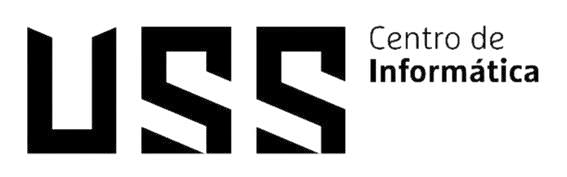 USS
Centro de
Informática